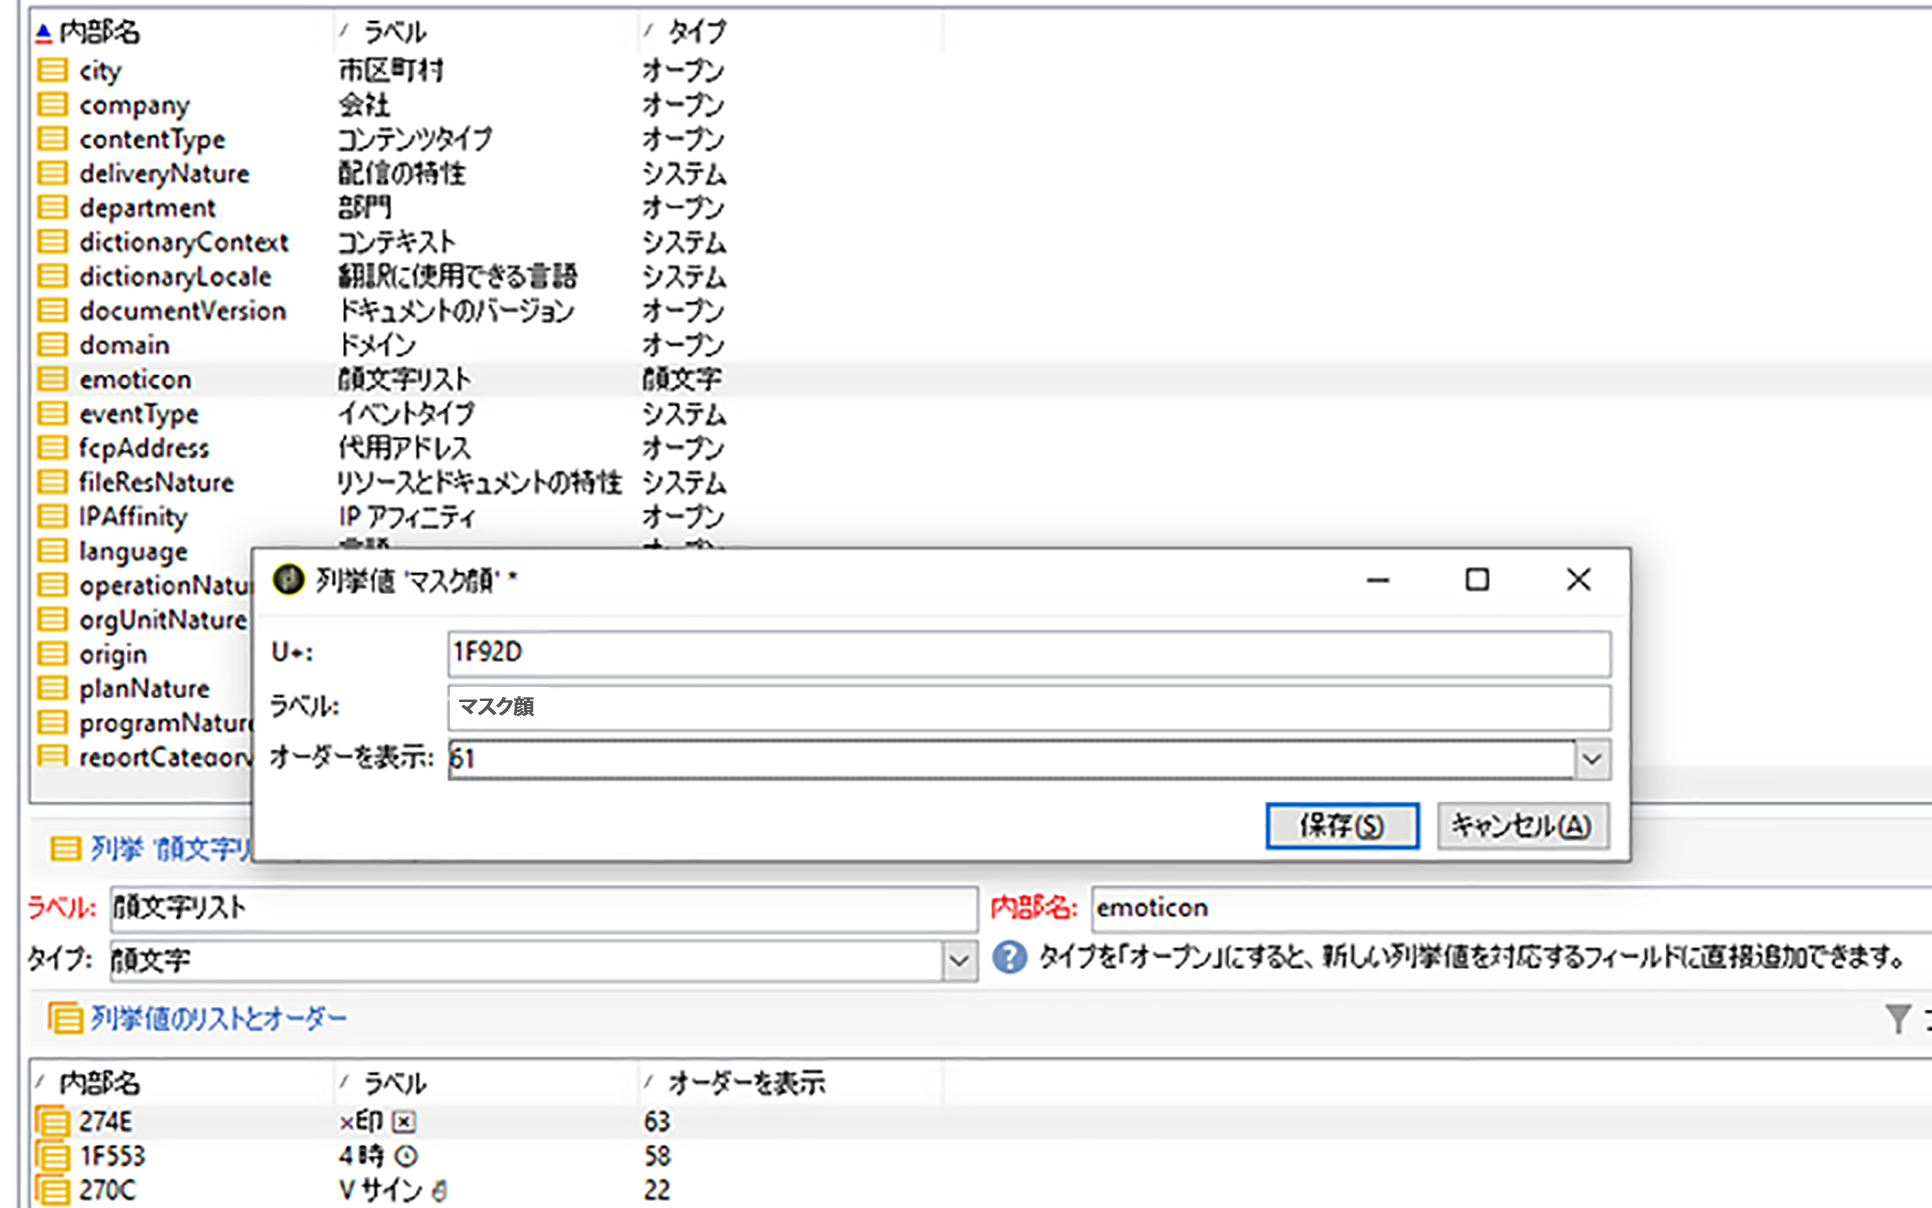 内部名 ラベル タイプ
city 市区町村 オープン
company 会社 オープン
contentType コンテンツタイプ オープン
deliveryNature 配信の特性 システム
department 部門 オープン
dictionaryContext コンテキスト システム
dictionaryLocale 翻訳に使用できる言語 システム
documentVersion ドキュメントのバージョン オープン
domain ドメイン オープン
emoticon 顔文字リスト 顔文字
eventType イベントタイプ システム
fcpAddress 代用アドレス オープン
fileResNature リソースとドキュメントの特性 システム
IPAffinity IP アフィニティ オープン
language 言語 オープン
operationNatu
orgUnitNature
origin
planNature
programNature
reportCategory
列挙値 'マスク顔' *
U+: 1F92D
ラベル: マスク顔
オーダーを表示: 61
保存(S) キャンセル(A)
列挙 '顔文字リ
ラベル: 顔文字リスト 内部名: emoticon
タイプ: 顔文字 タイプを「オープン」にすると、新しい列挙値を対応するフィールドに直接追加できます。
列挙値のリストとオーダー
内部名 ラベル オーダーを表示
274E ×印 63
1F553 4 時 58
270C V サイン 22